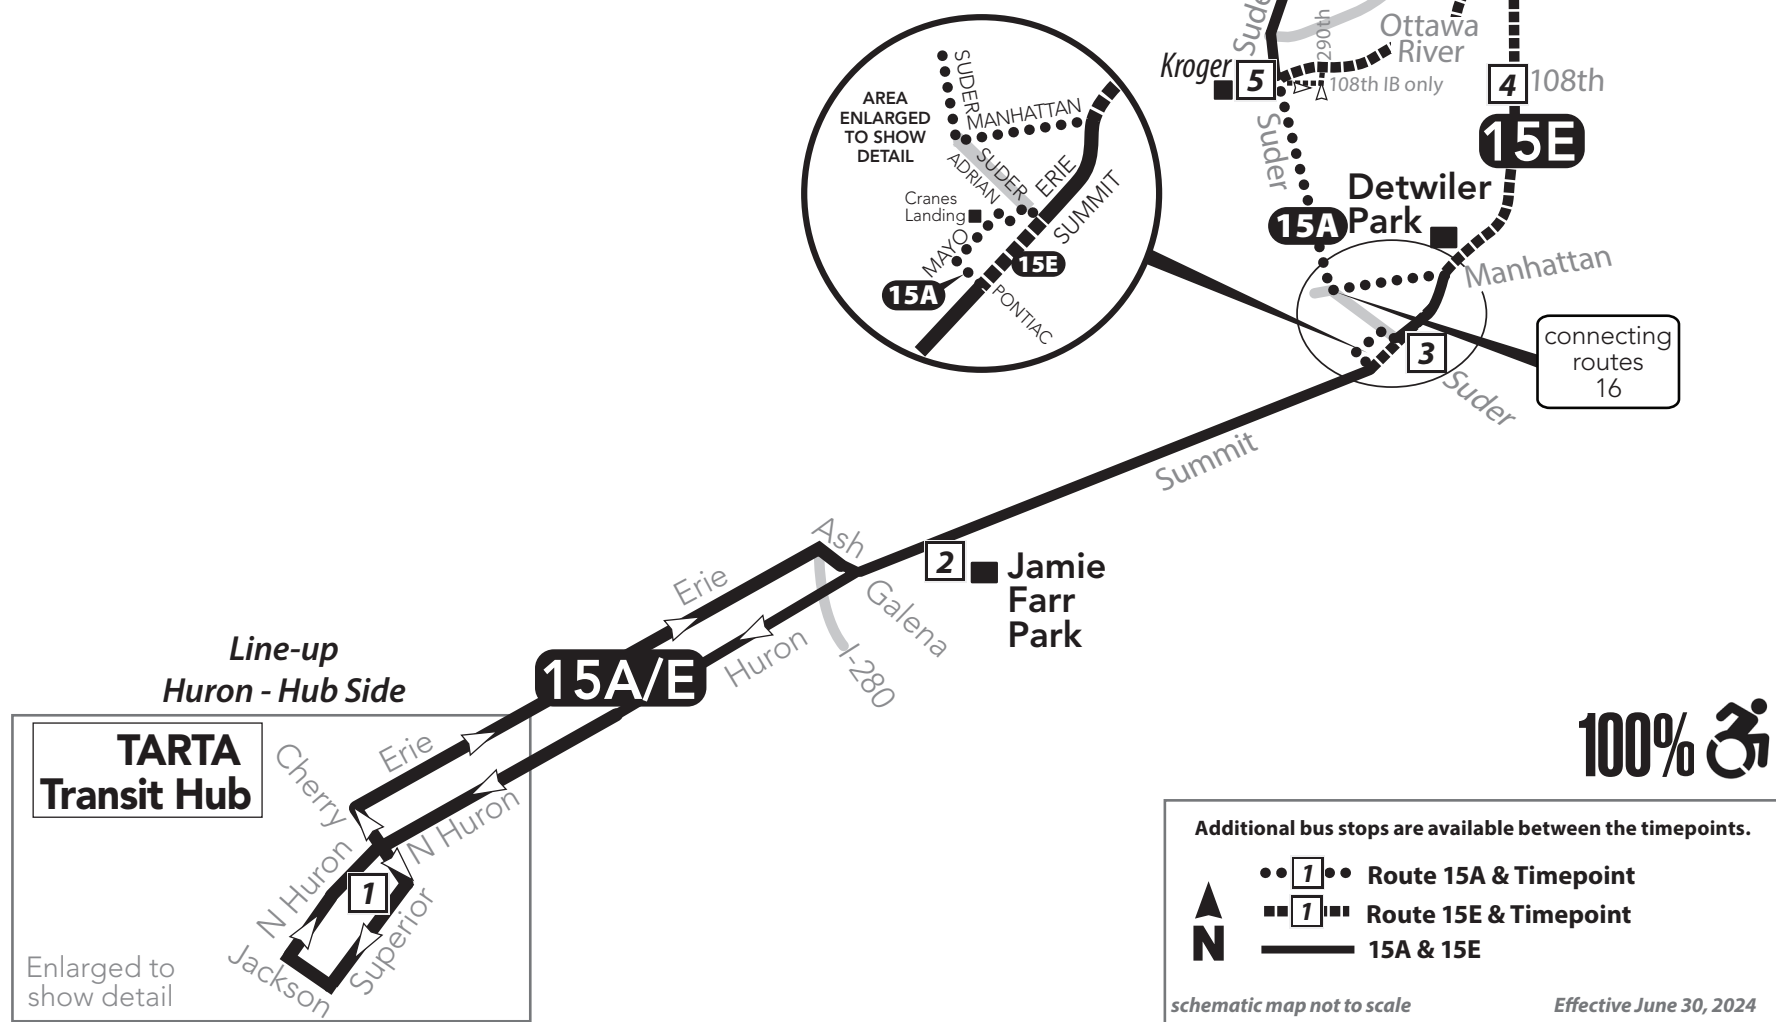 Sude
290th
Ottawa
River
Kroger
5
108th IB only
4
108th
15E
Suder
Detwiler
Park
15A
Manhattan
AREA
ENLARGED
TO SHOW
DETAIL
SUDER
MANHATTAN
SUDER
ADRIAN
ERIE
SUMMIT
Cranes
Landing
MAYO
15E
15A
PONTIAC
3
connecting
routes
16
Suder
Summit
Ash
2
Jamie
Farr
Park
Erie
Galena
Huron
I-280
15A/E
Line-up
Huron - Hub Side
TARTA
Transit Hub
Cherry
Erie
N Huron
N Huron
1
Superior
Jackson
Enlarged to
show detail
100%
Additional bus stops are available between the timepoints.
1 Route 15A & Timepoint
1 Route 15E & Timepoint
15A & 15E
N
schematic map not to scale
Effective June 30, 2024